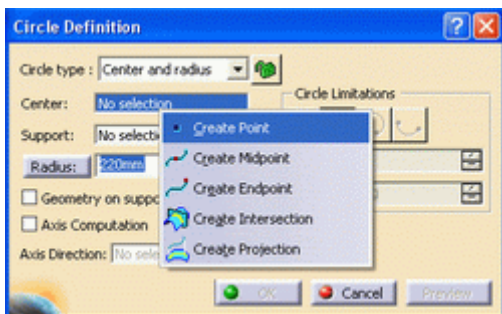 Circle Definition
Circle type : Center and radius
Circle Limitations
Center: No selection
Support: No selecti
Create Point
Create Midpoint
Radius: 220mm
Create Endpoint
Geometry on suppo
Create Intersection
Axis Computation
Create Projection
Axis Direction: No sele
OK Cancel Preview